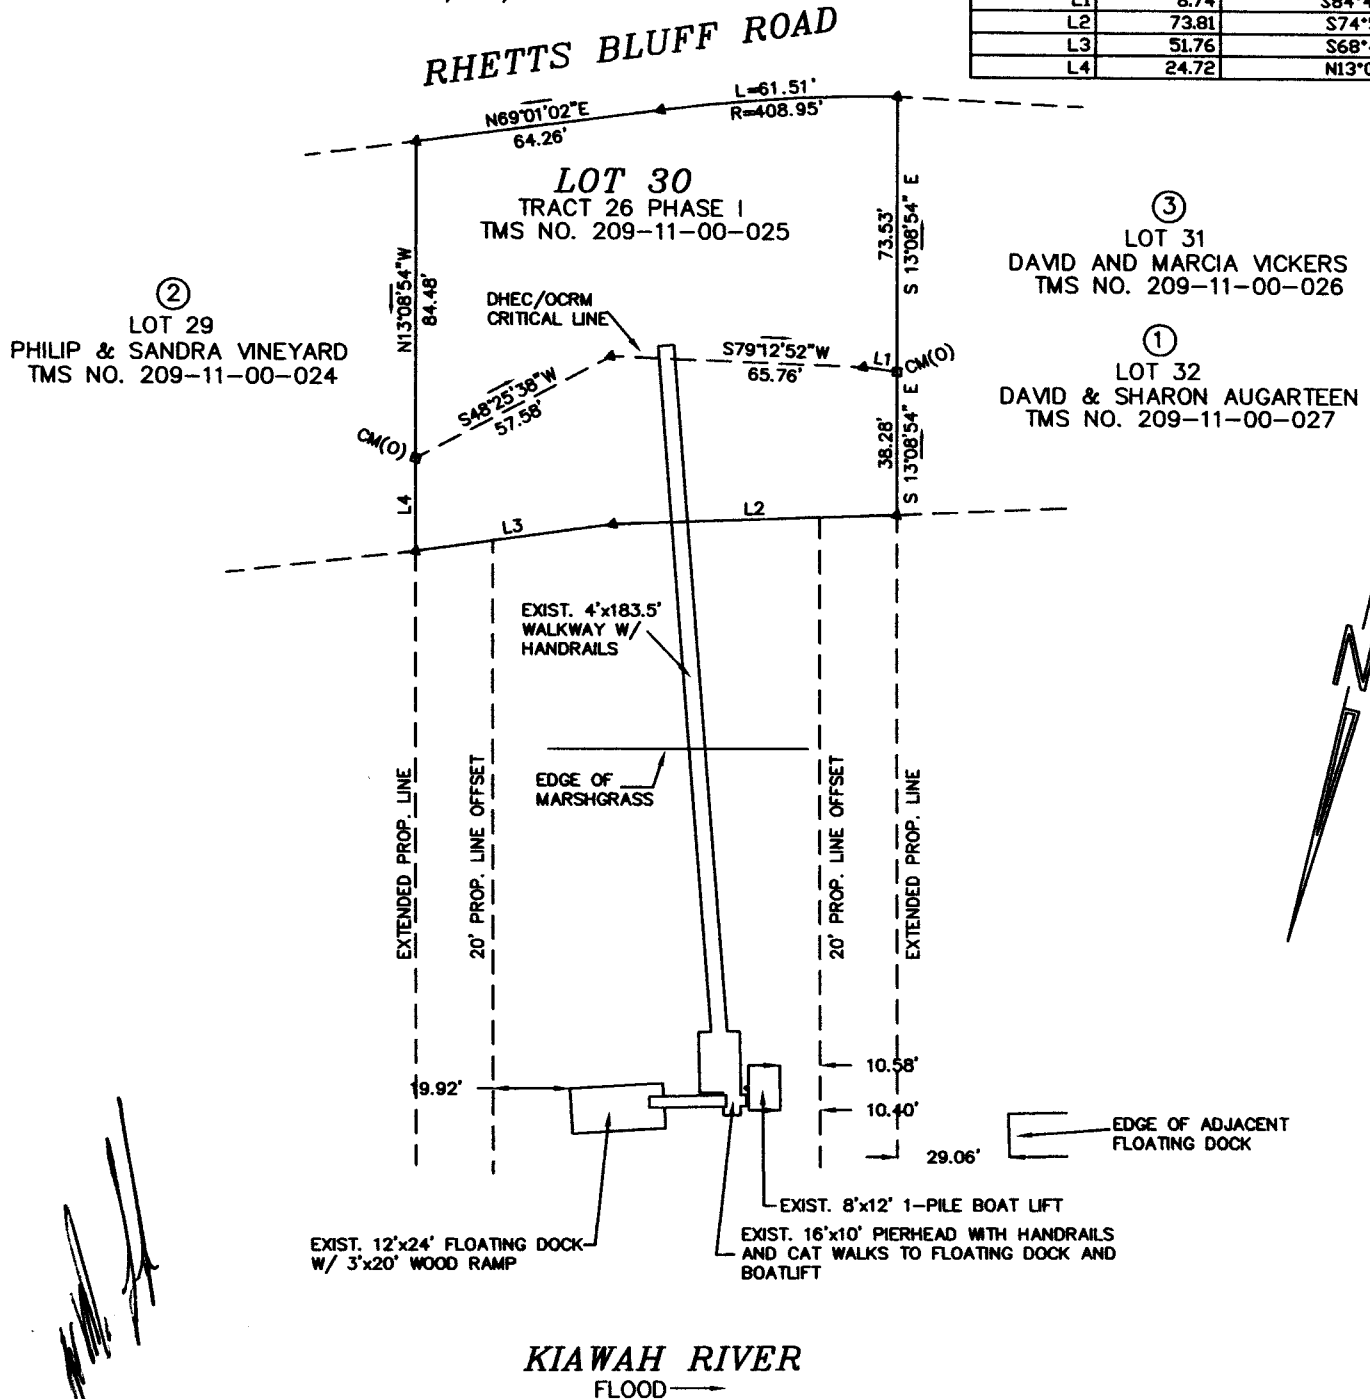 L1 8.74
L2 73.81 S74°
L3 51.76 S68°
L4 24.72 N13°
RHETTS BLUFF ROAD
N69°01'02"E
64.26'
L=61.51'
R=408.95'
LOT 30
TRACT 26 PHASE I
TMS NO. 209-11-00-025
N13°08'54"W
84.48'
73.53'
S 13°08'54" E
③
LOT 31
DAVID AND MARCIA VICKERS
TMS NO. 209-11-00-026
②
LOT 29
PHILIP & SANDRA VINEYARD
TMS NO. 209-11-00-024
DHEC/OCRM
CRITICAL LINE
S79°12'52"W
65.76'
L1
CM(O)
①
LOT 32
DAVID & SHARON AUGARTEEN
TMS NO. 209-11-00-027
S48°25'38"W
57.58'
CM(O)
38.28'
S 13°08'54" E
L4
L3
L2
EXIST. 4'x183.5'
WALKWAY W/
HANDRAILS
N
EDGE OF
MARSHGRASS
EXTENDED PROP. LINE
20' PROP. LINE OFFSET
20' PROP. LINE OFFSET
EXTENDED PROP. LINE
19.92'
10.58'
10.40'
29.06'
EDGE OF ADJACENT
FLOATING DOCK
EXIST. 8'x12' 1-PILE BOAT LIFT
EXIST. 12'x24' FLOATING DOCK
W/ 3'x20' WOOD RAMP
EXIST. 16'x10' PIERHEAD WITH HANDRAILS
AND CAT WALKS TO FLOATING DOCK AND
BOATLIFT
KIAWAH RIVER
FLOOD